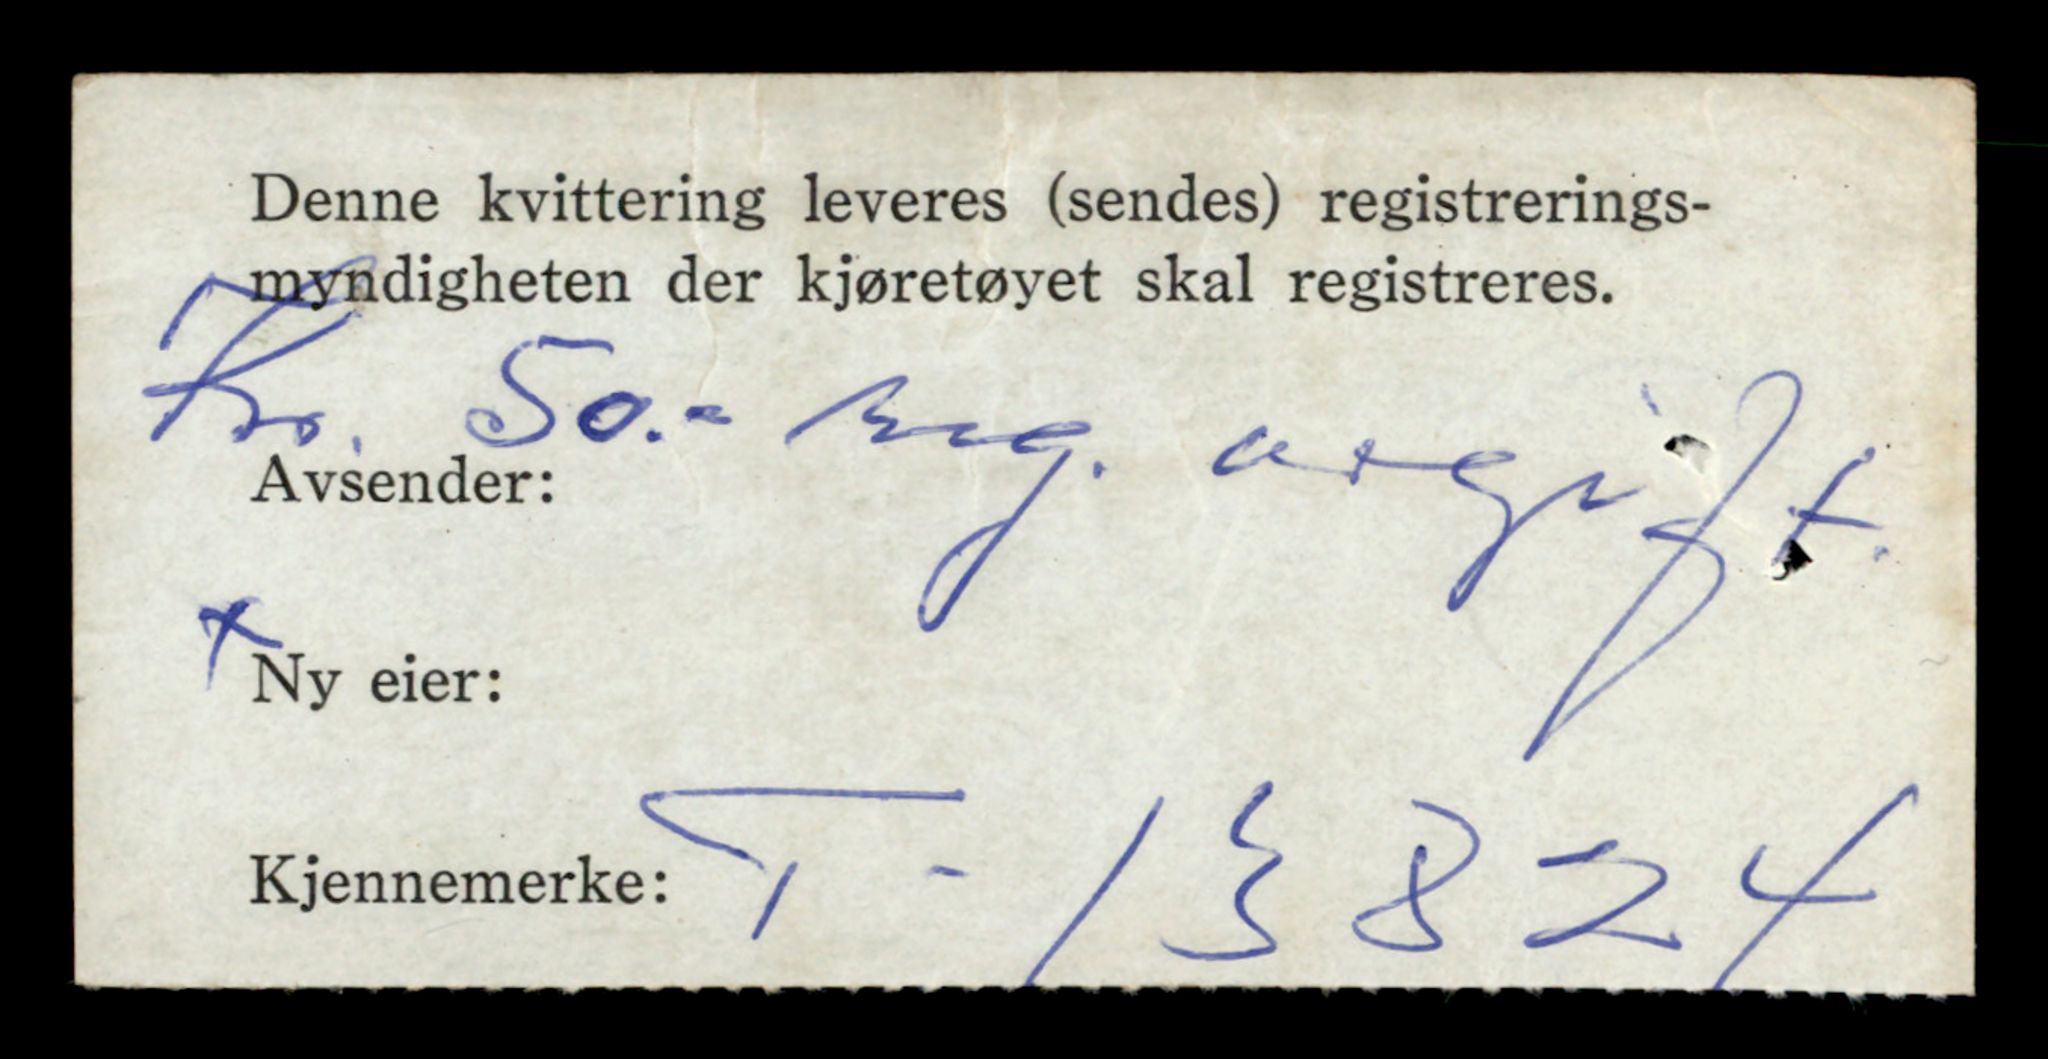 Denne kvittering leveres (sendes) registrerings-
myndigheten der kjøretøyet skal registreres.
Kr. 50.- reg. avgift.
Avsender:
x Ny eier:
Kjennemerke: T-13824